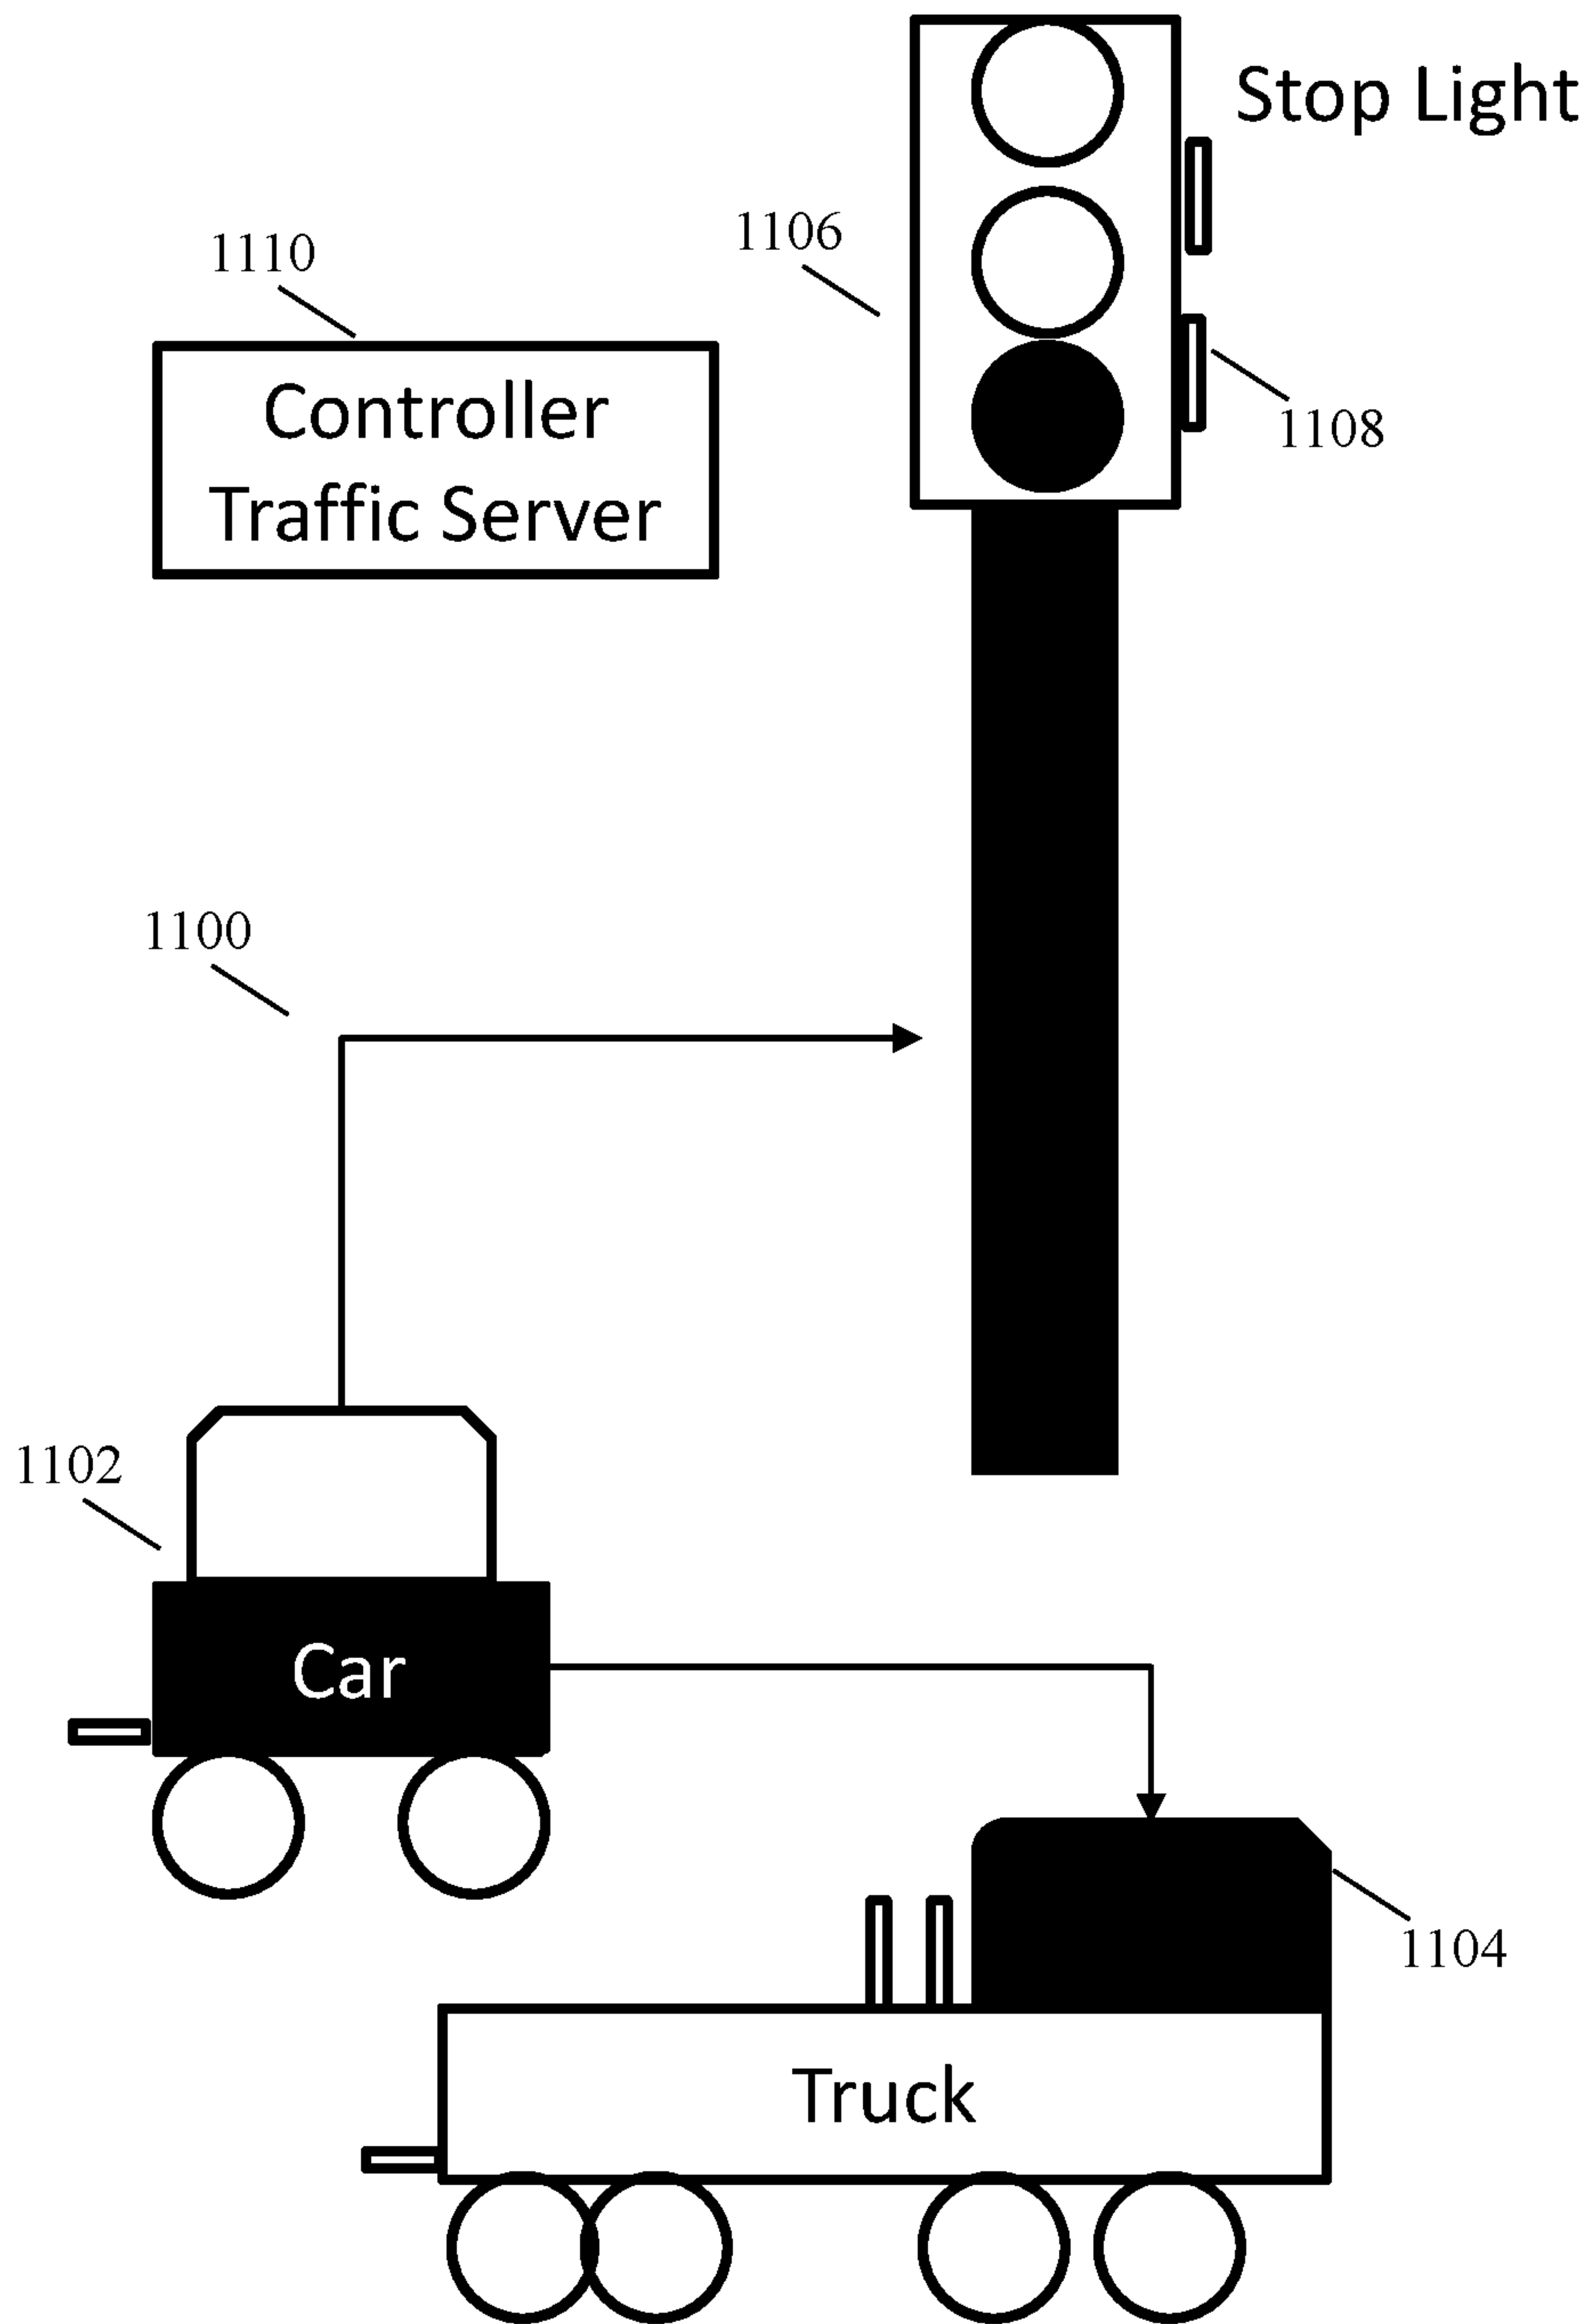 Stop Light
1106
1110
Controller
Traffic Server
1108
1100
1102
Car
1104
Truck